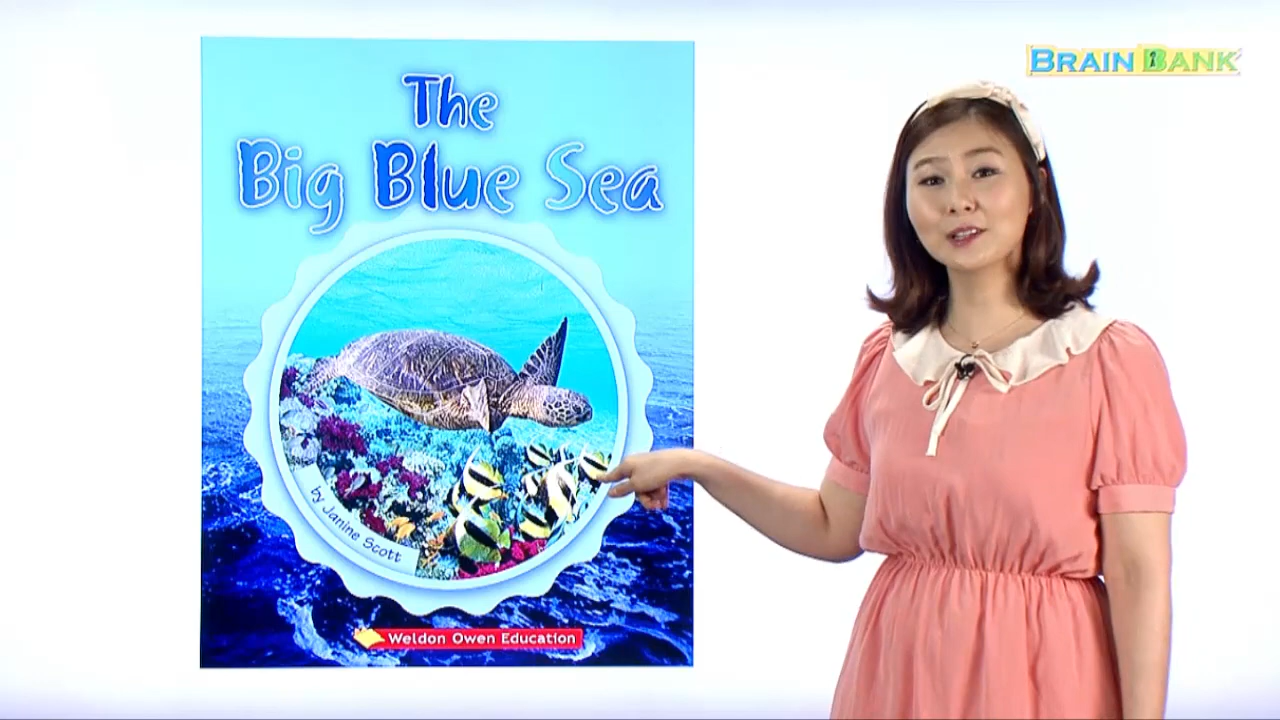 The
Big Blue Sea
by Janine Scott
Weldon Owen Education
BRAIN BANK